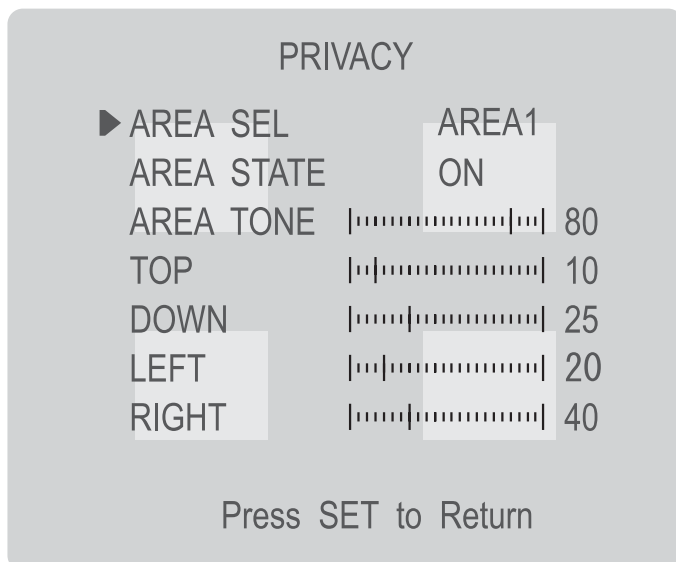 PRIVACY
AREA SEL AREA1
AREA STATE ON
AREA TONE 80
TOP 10
DOWN 25
LEFT 20
RIGHT 40
Press SET to Return